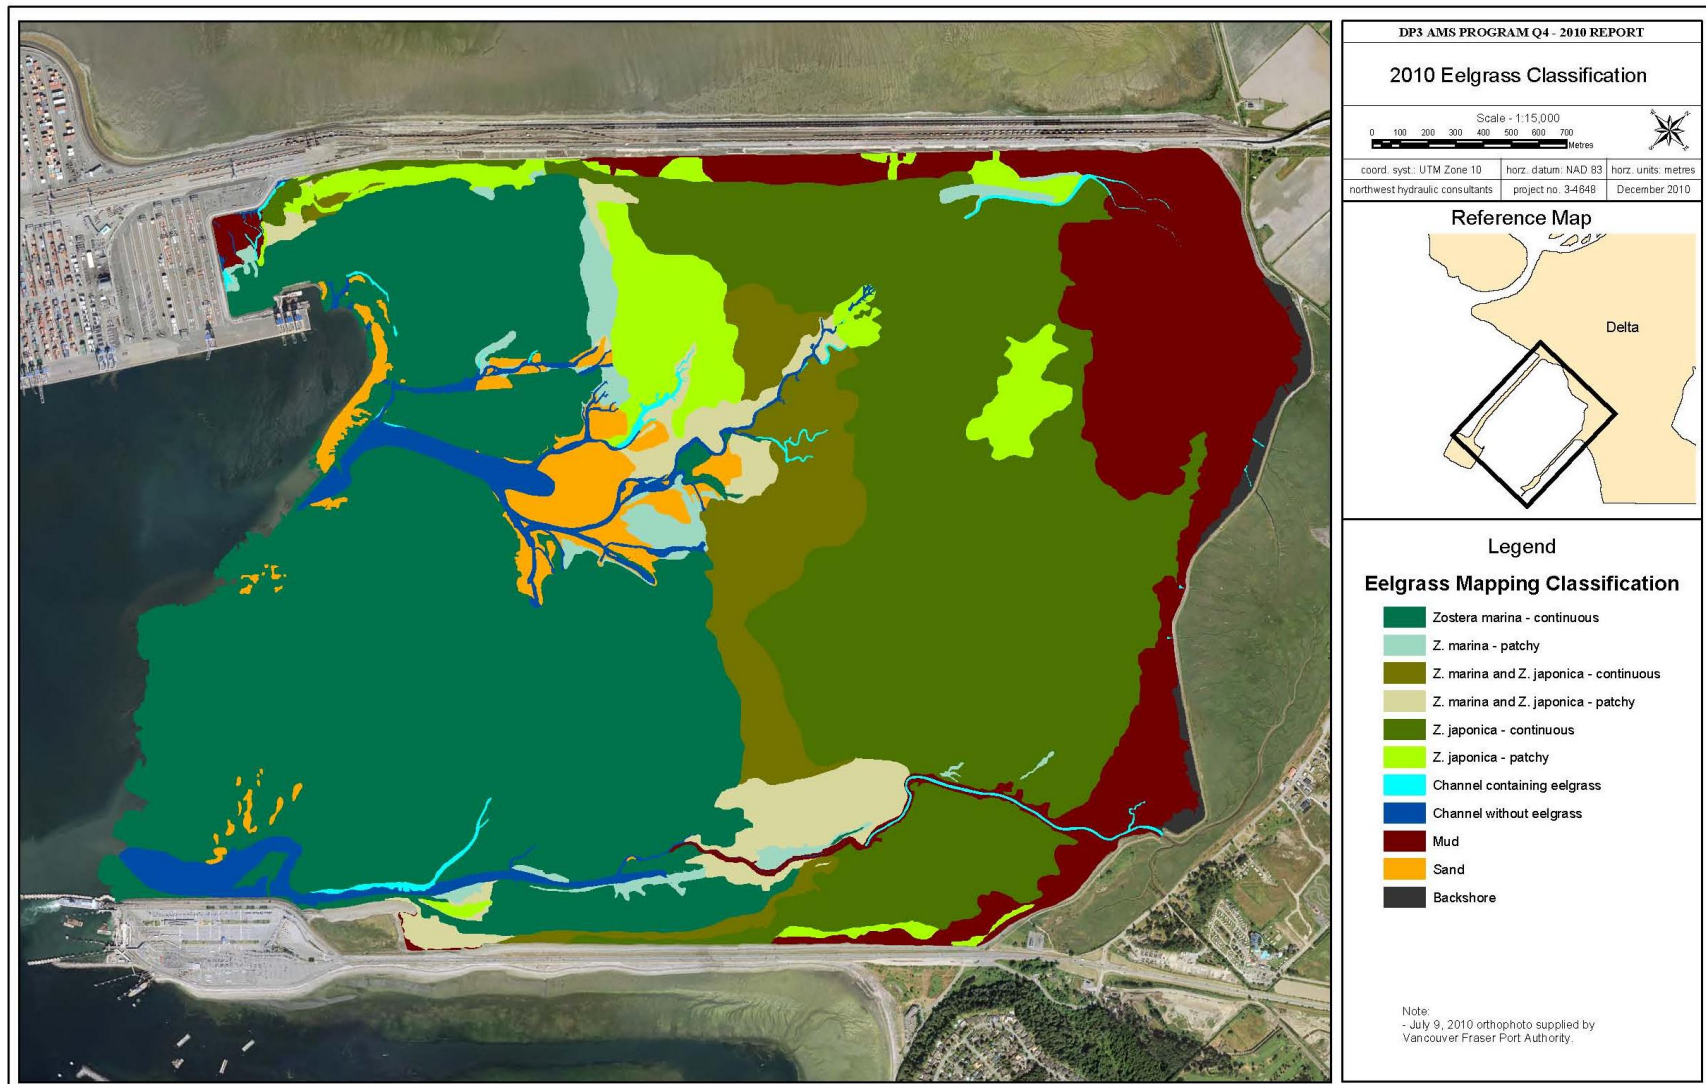 DP3 AMS PROGRAM Q4 - 2010 REPORT
2010 Eelgrass Classification
Scale - 1:15,000
0 100 200 300 400 500 600 700
Metres
coord. syst.: UTM Zone 10 horz. datum: NAD 83 horz. units: metres
northwest hydraulic consultants project no. 3-4648 December 2010
Reference Map
Delta
Legend
Eelgrass Mapping Classification
Zostera marina - continuous
Z. marina - patchy
Z. marina and Z. japonica - continuous
Z. marina and Z. japonica - patchy
Z. japonica - continuous
Z. japonica - patchy
Channel containing eelgrass
Channel without eelgrass
Mud
Sand
Backshore
Note:
- July 9, 2010 orthophoto supplied by
Vancouver Fraser Port Authority.